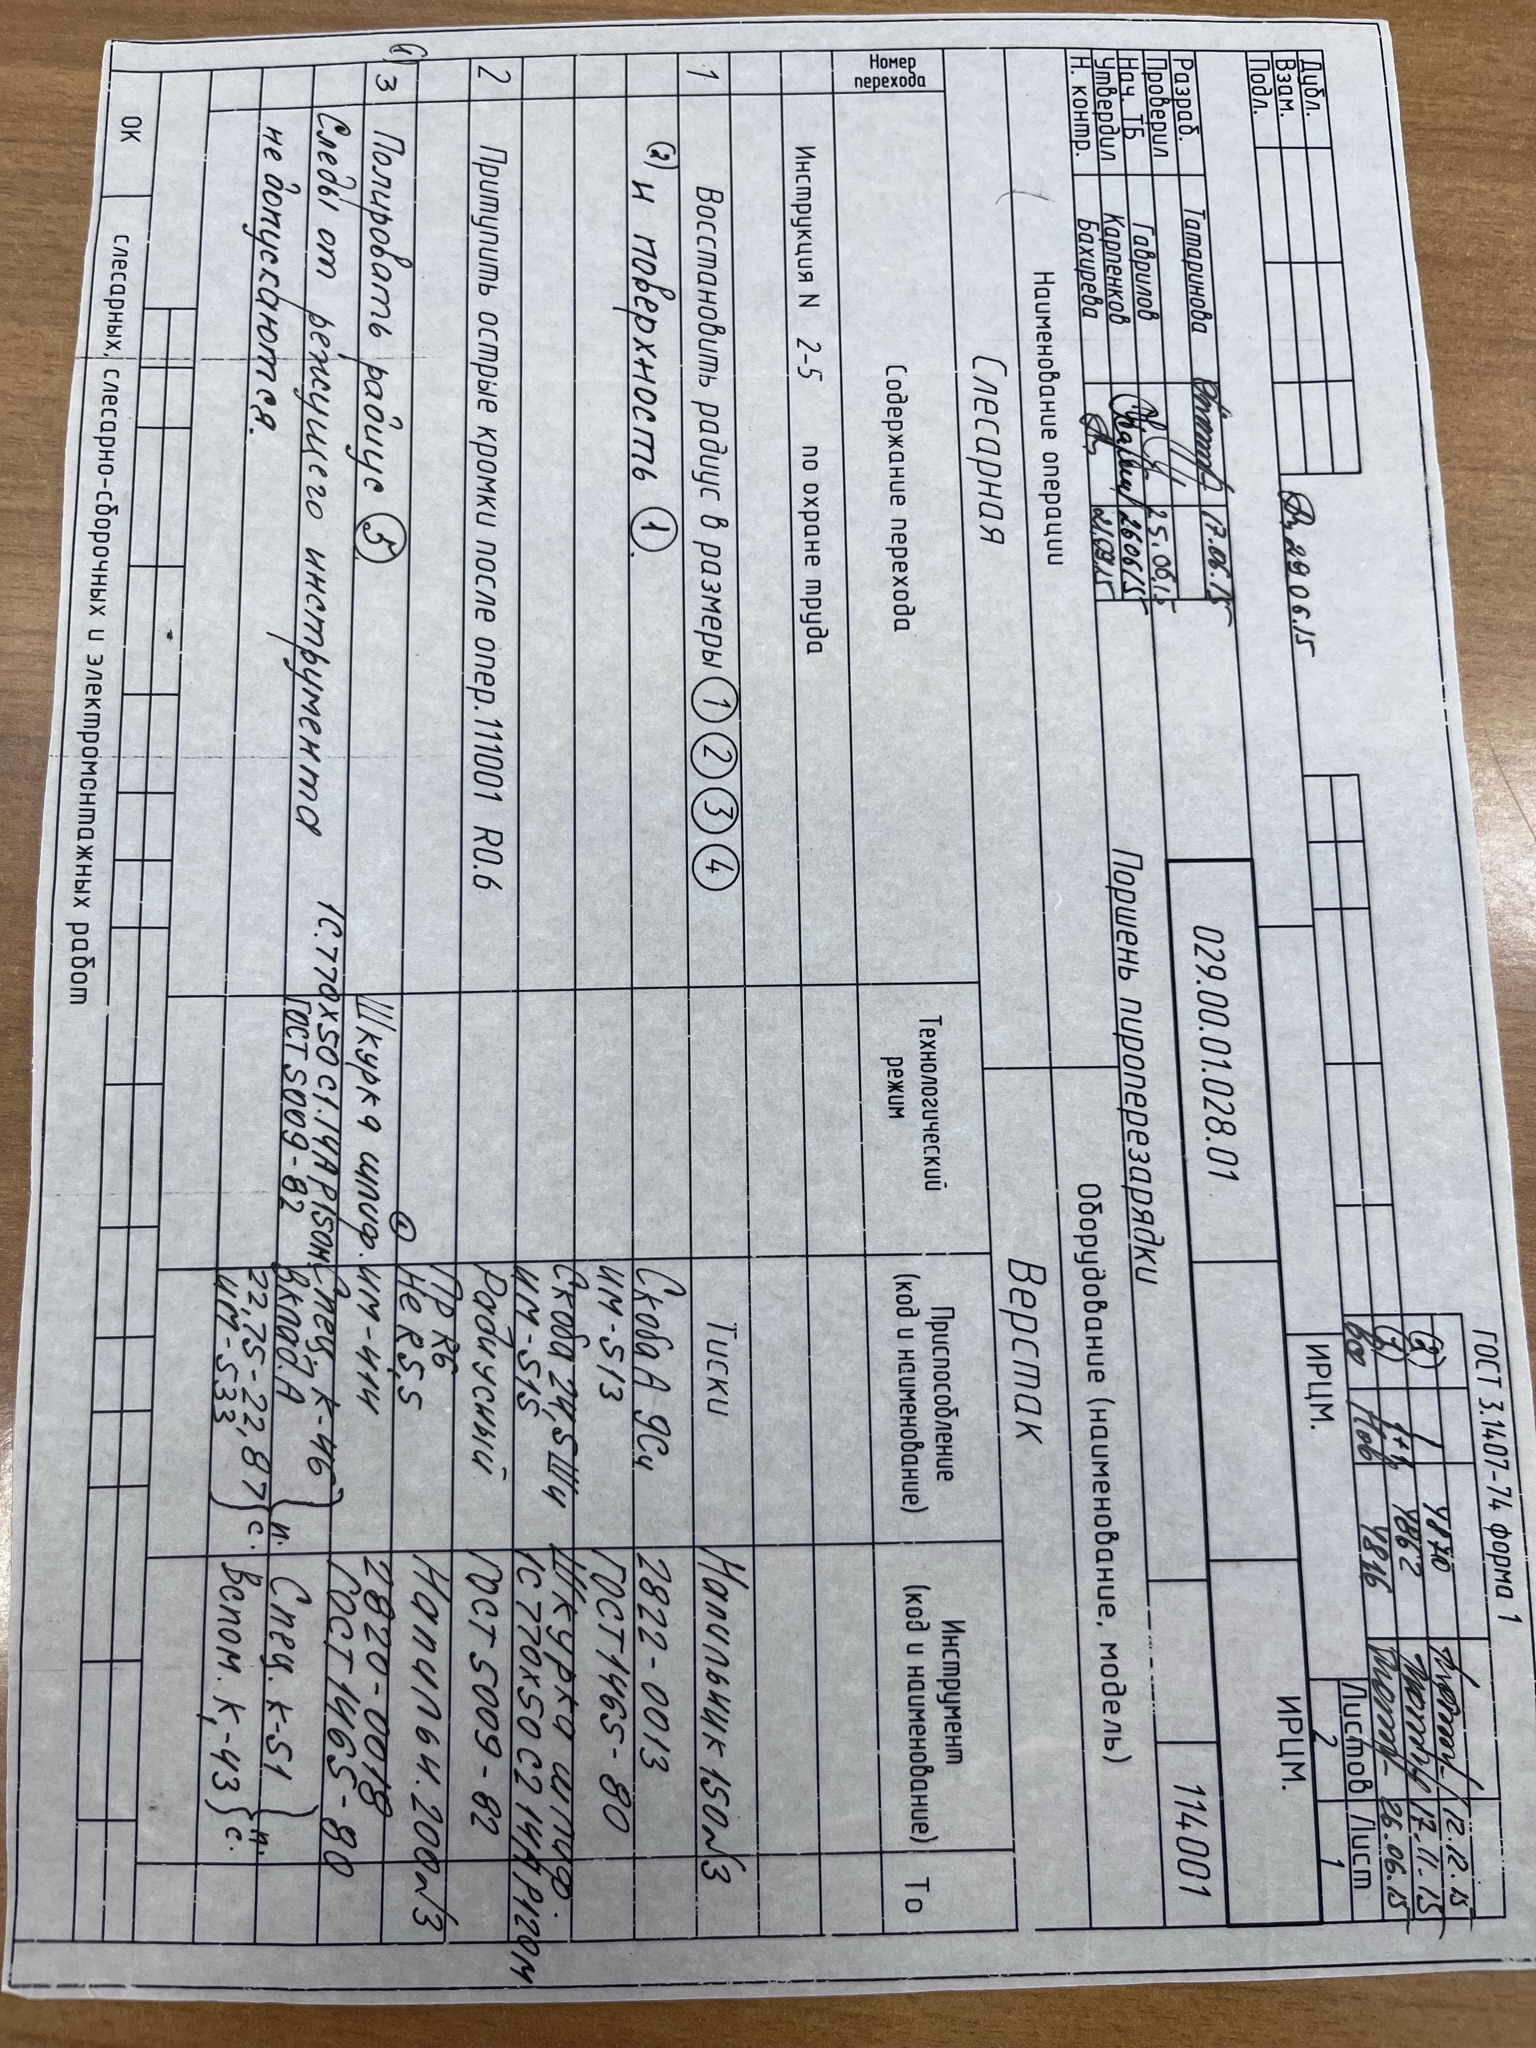 ГОСТ 3.1407-74 форма 1
(2) 1 4870 12.12.15
(1) 1+1 4862 17.11.15
Все Нов 4816 26.06.15
Листов Лист
2 1
ИРЦМ.
ИРЦМ.
Дубл.
Взам.
Подл.
29.06.15
Разраб. Татаринова 17.06.15
Проверил
Нач. ТБ Гаврилов 25.06.15
Утвердил Карпенков 260615
Н. контр. Бахирева 21.09.15
029.00.01.028.01
114001
Поршень пироперезарядки
Наименование операции
Оборудование (наименование, модель)
Слесарная
Верстак
Номер перехода
Содержание перехода
Технологический режим
Приспособление (код и наименование)
Инструмент (код и наименование)
То
Инструкция N 2-5 по охране труда
1 Восстановить радиус в размеры 1 2 3 4 Тиски Напильник 150 №3
(2) и поверхность 1. Скоба А 9Сч 2822-0013
ИМ-513 ГОСТ 1465-80
Скоба 24,5Шч Шкурка шлиф.
ИМ-515 1С 770х50 С2 14А Р120М
2 Притупить острые кромки после опер.111001 R0.6 Радиусный ГОСТ 5009-82
Пр R6 Напильн. 200 №3
Не R5,5
(1) 3 Полировать радиус 5 Шкурка шлиф. ИМ-414 2820-0018
Следы от режущего инструмента 1С.770х50 С1.14А Р150Н Спец. К-46 ГОСТ 1465-80
не допускаются. ГОСТ 5009-82 Вклад. А п. Спец. К-51 п.
22,75-22,87 с. Вспом. К,-43 с.
ИМ-533
ОК слесарных, слесарно-сборочных и электромонтажных работ